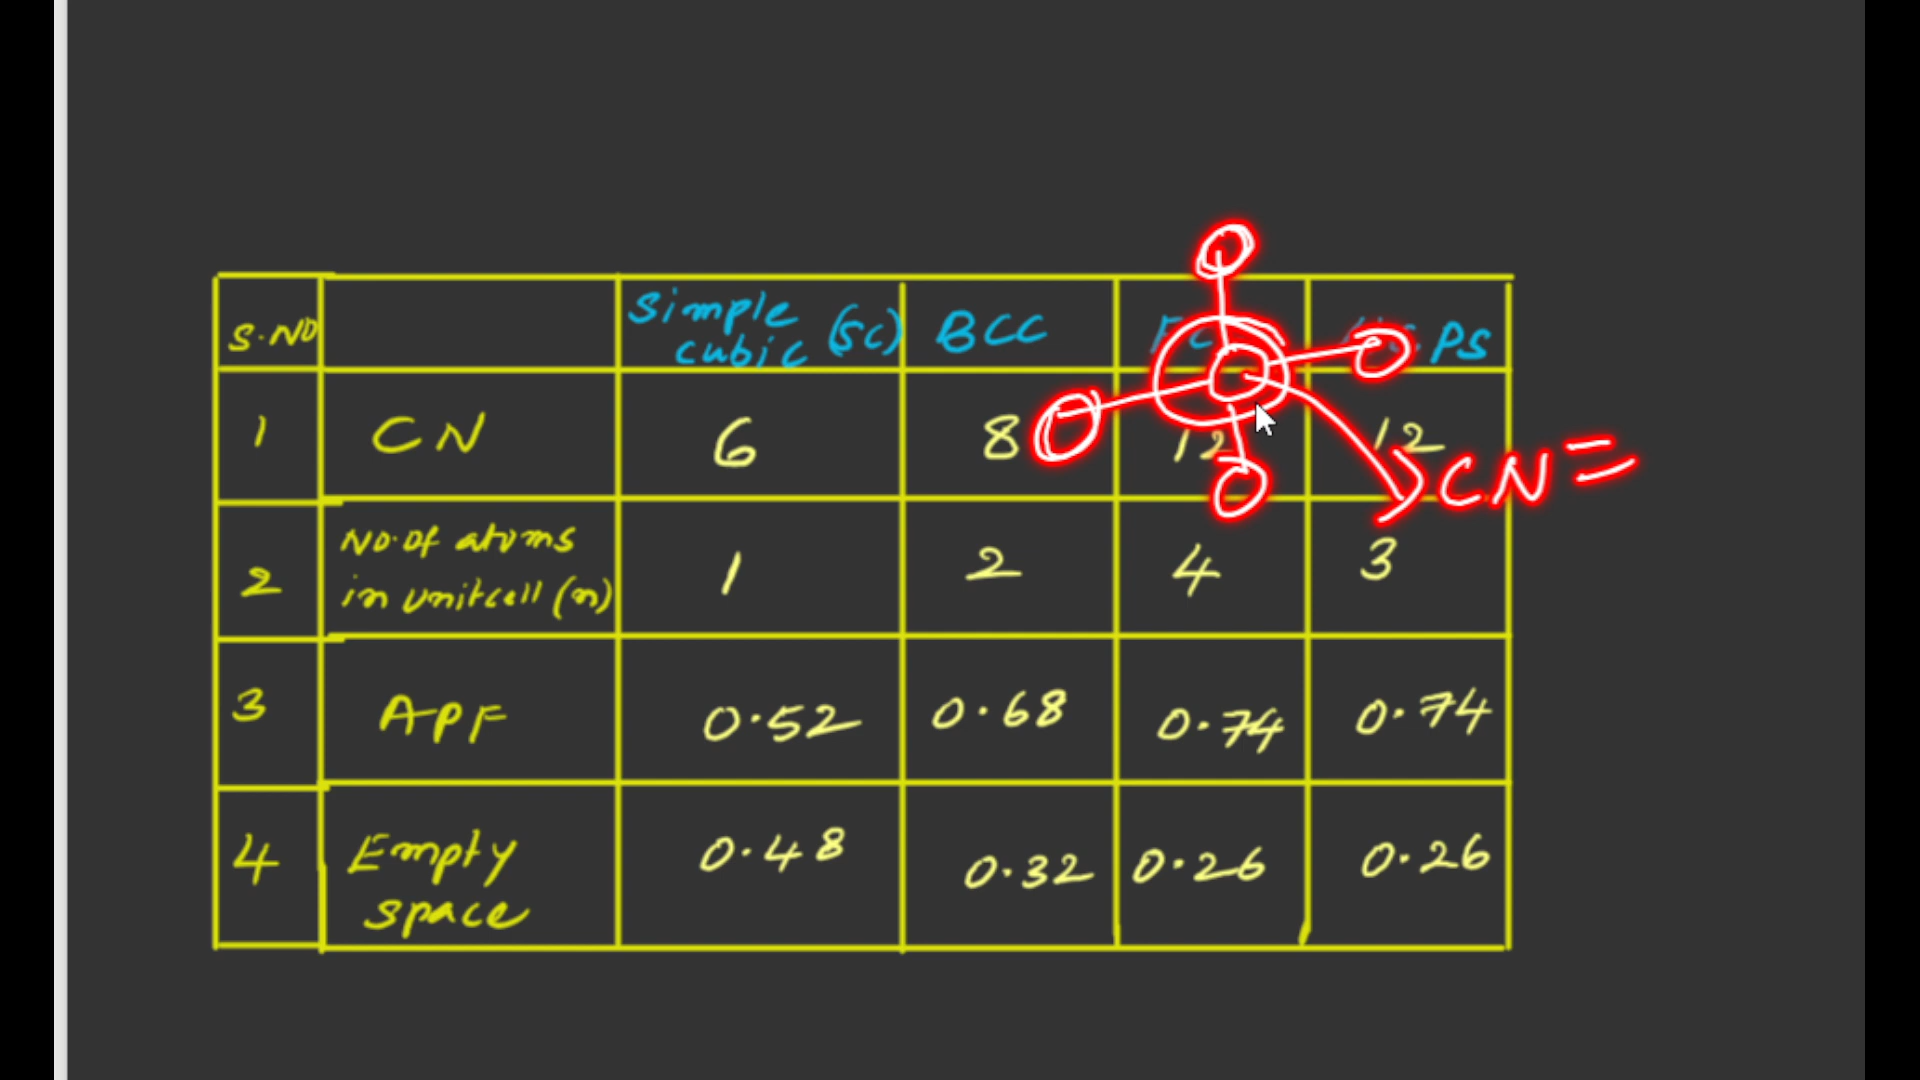 S.NO Simple cubic (SC) BCC FC PS
1 CN 6 8 12 12
CN =
2 No. of atoms in unitcell (n) 1 2 4 3
3 APF 0.52 0.68 0.74 0.74
4 Empty space 0.48 0.32 0.26 0.26